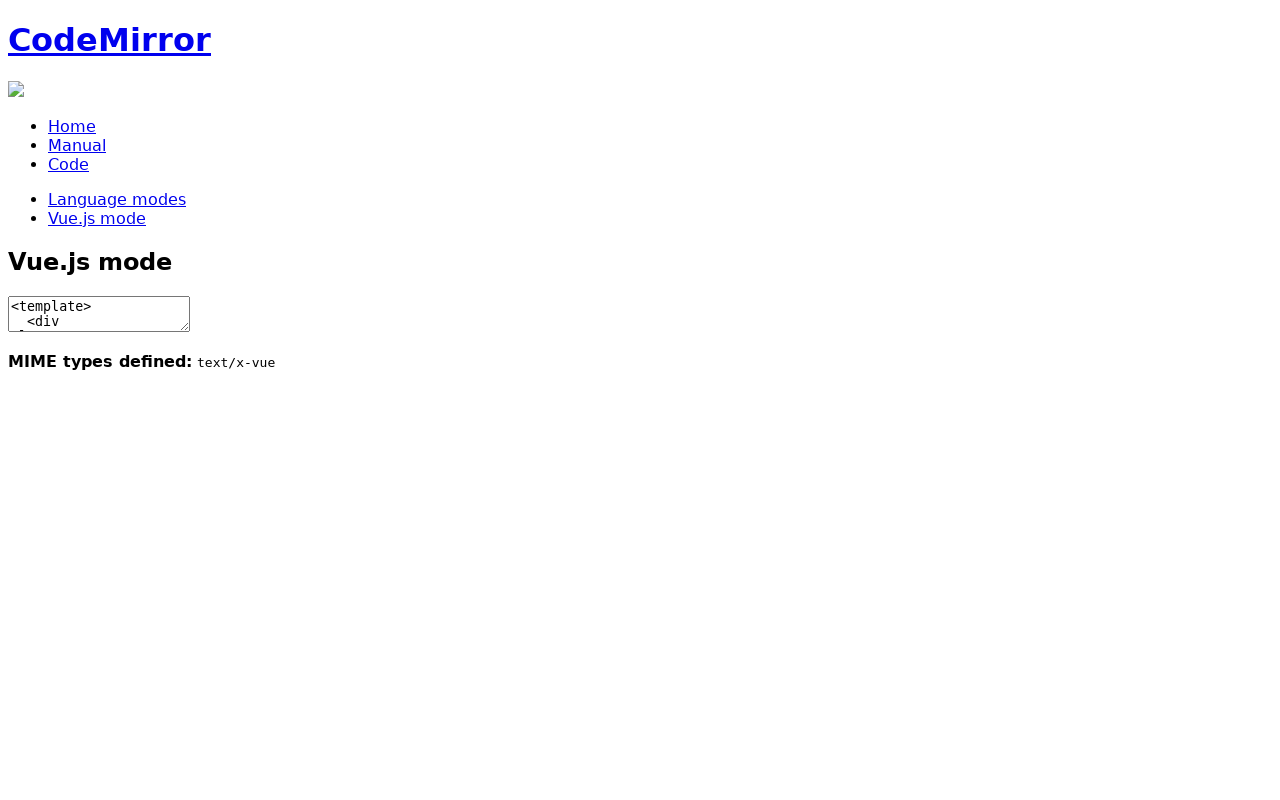 CodeMirror
Home
Manual
Code
Language modes
Vue.js mode
Vue.js mode
<template>
<div
MIME types defined: text/x-vue